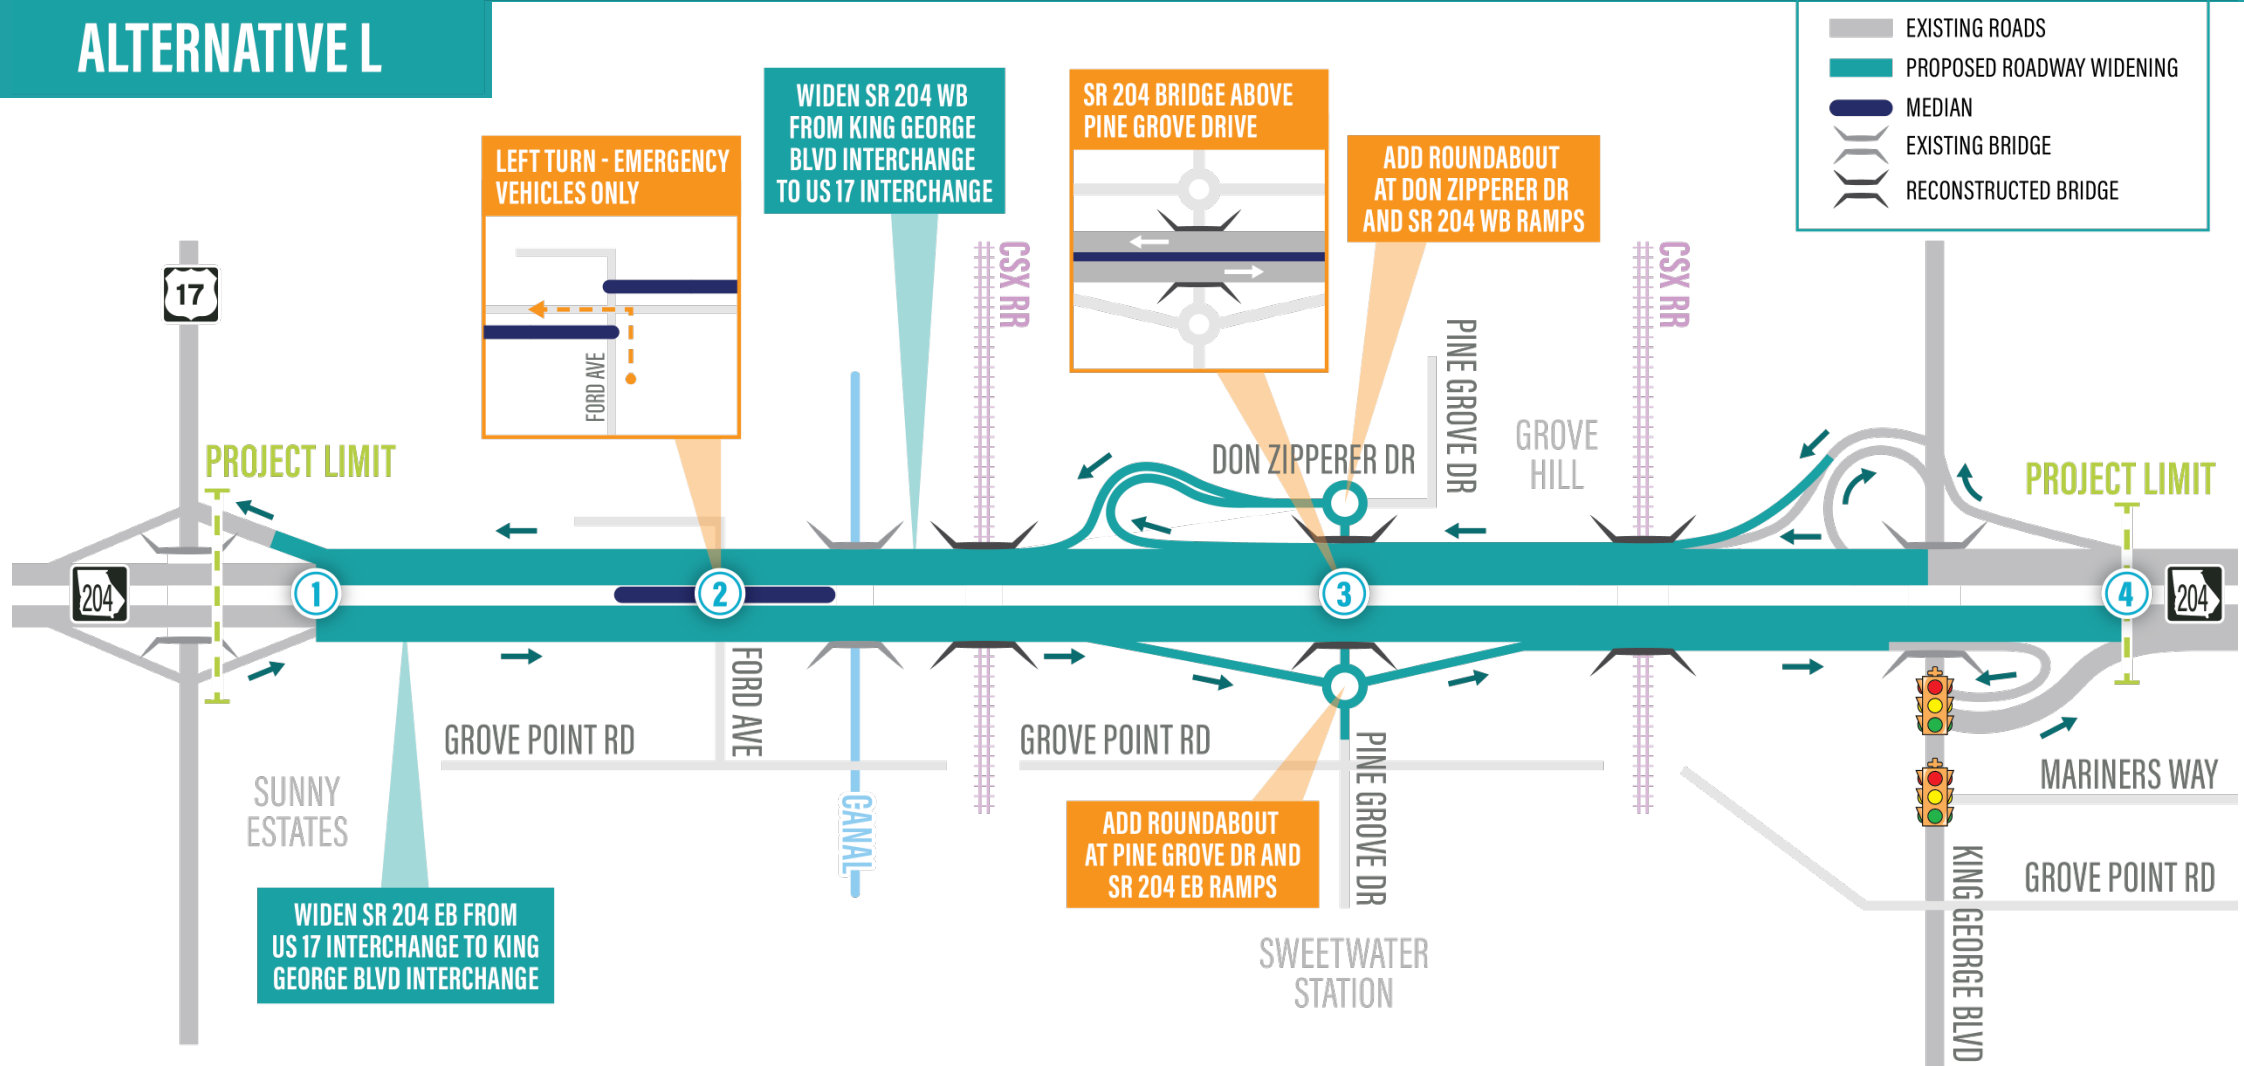 ALTERNATIVE L
EXISTING ROADS
PROPOSED ROADWAY WIDENING
MEDIAN
EXISTING BRIDGE
RECONSTRUCTED BRIDGE
LEFT TURN - EMERGENCY
VEHICLES ONLY
FORD AVE
WIDEN SR 204 WB
FROM KING GEORGE
BLVD INTERCHANGE
TO US 17 INTERCHANGE
SR 204 BRIDGE ABOVE
PINE GROVE DRIVE
ADD ROUNDABOUT
AT DON ZIPPERER DR
AND SR 204 WB RAMPS
17
CSX RR
CSX RR
PINE GROVE DR
PROJECT LIMIT
DON ZIPPERER DR
GROVE
HILL
PROJECT LIMIT
204
1
2
3
4
204
FORD AVE
GROVE POINT RD
GROVE POINT RD
PINE GROVE DR
SUNNY
ESTATES
CANAL
MARINERS WAY
GROVE POINT RD
KING GEORGE BLVD
WIDEN SR 204 EB FROM
US 17 INTERCHANGE TO KING
GEORGE BLVD INTERCHANGE
ADD ROUNDABOUT
AT PINE GROVE DR AND
SR 204 EB RAMPS
SWEETWATER
STATION